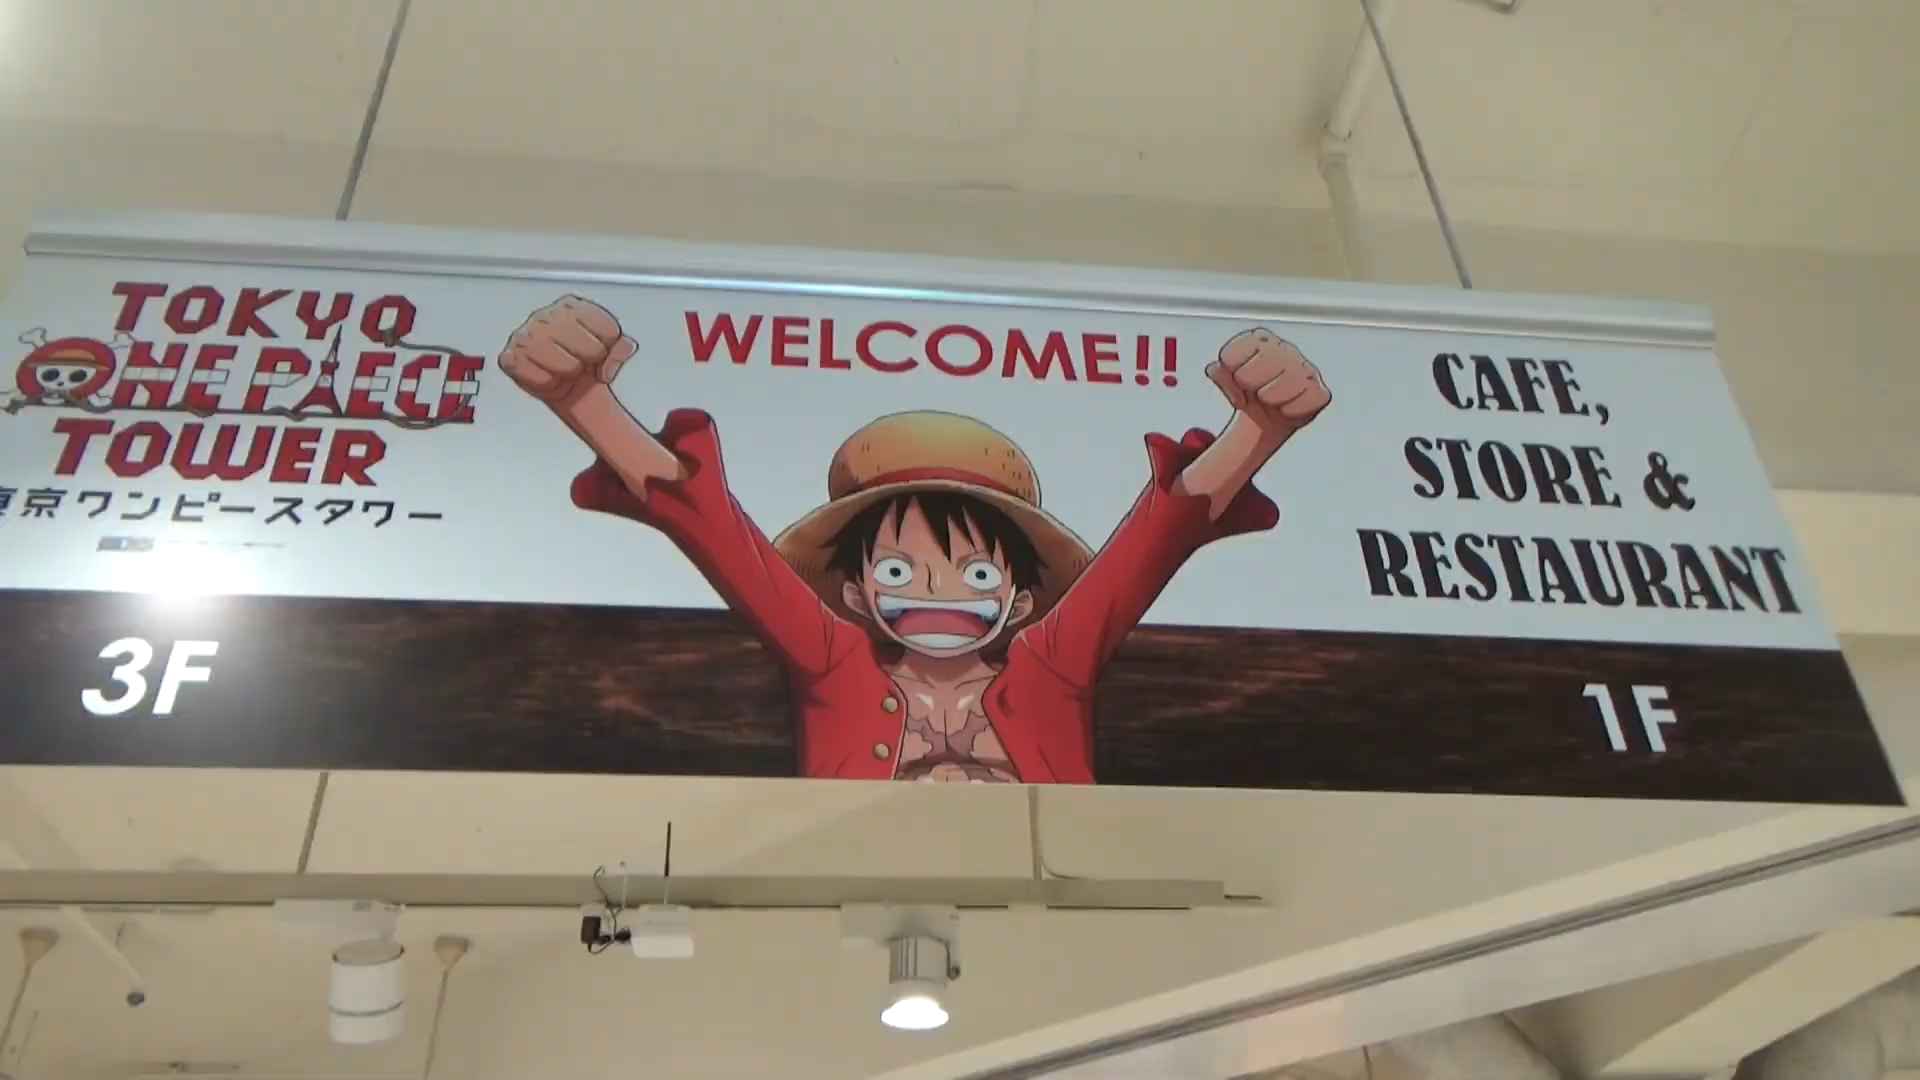 TOKYO
ONE PIECE
TOWER
東京ワンピースタワー
3F
WELCOME!!
CAFE,
STORE &
RESTAURANT
1F